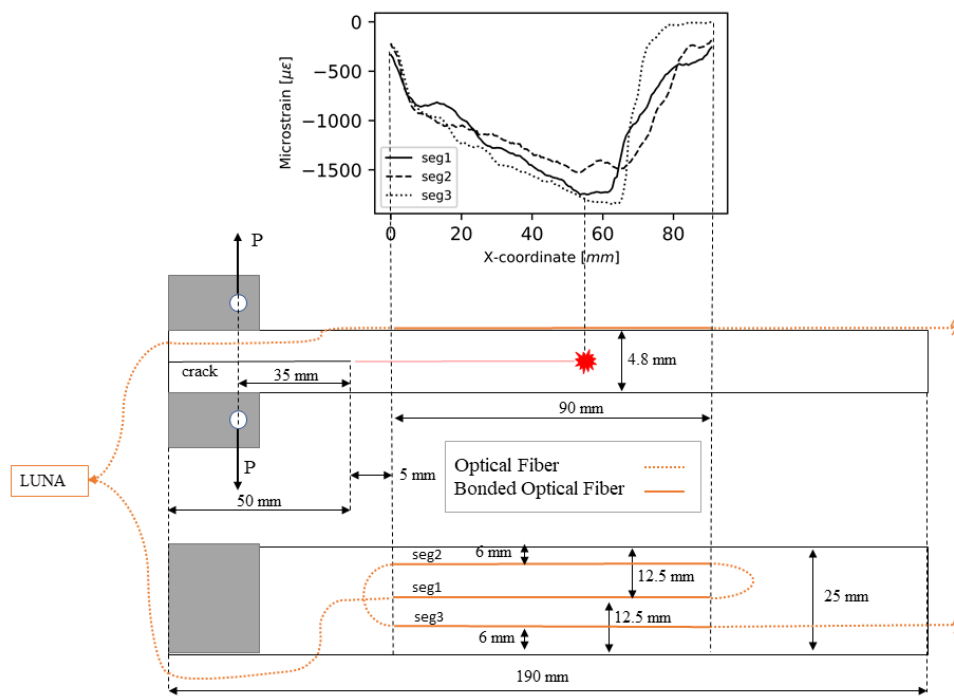 0
−500
−1000
−1500
Microstrain [με]
seg1
seg2
seg3
0 20 40 60 80
X-coordinate [mm]
P
crack
35 mm
4.8 mm
90 mm
P
LUNA
5 mm
50 mm
Optical Fiber
Bonded Optical Fiber
seg2
6 mm
12.5 mm
seg1
25 mm
seg3
12.5 mm
6 mm
190 mm